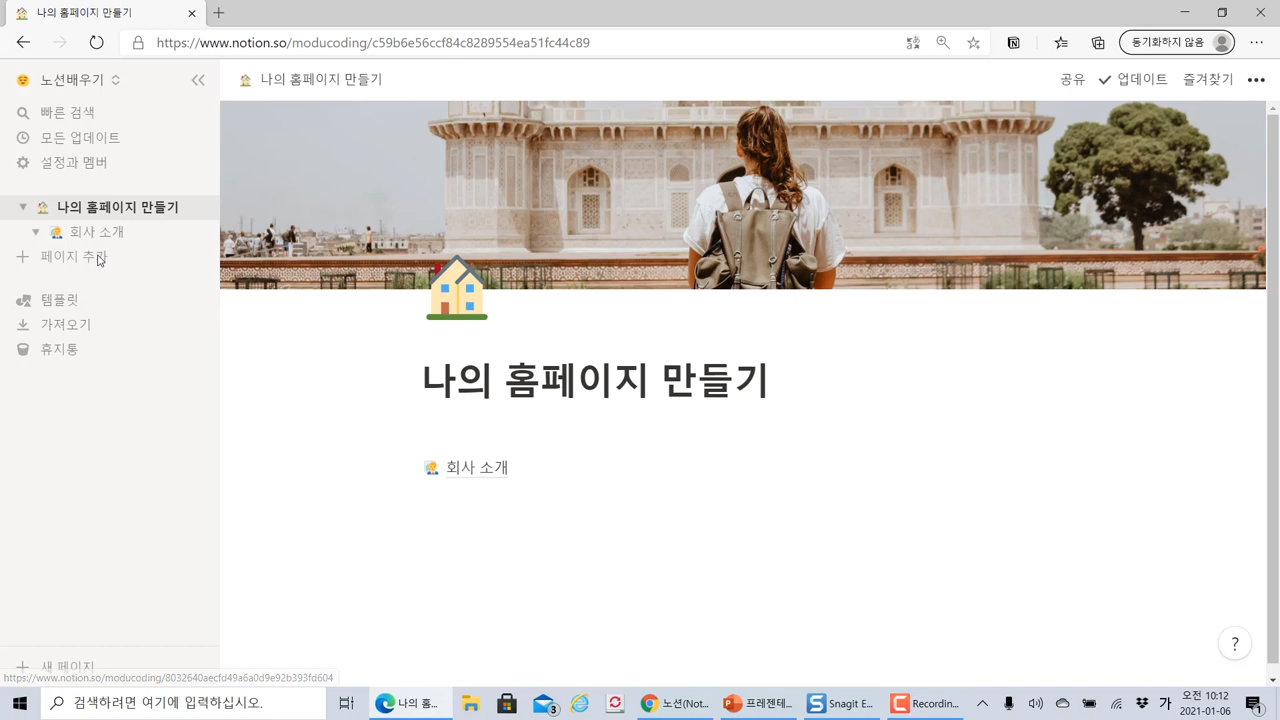 나의 홈페이지 만들기
https://www.notion.so/moducoding/c59b6e56ccf84c8289554ea51fc44c89
동기화하지 않음
노션배우기
나의 홈페이지 만들기
공유
업데이트
즐겨찾기
빠른 검색
모든 업데이트
설정과 멤버
나의 홈페이지 만들기
회사 소개
페이지 추가
템플릿
가져오기
휴지통
나의 홈페이지 만들기
회사 소개
?
새 페이지
https://www.notion.so/moducoding/8032640aecfd49a6a0d9e92b393fd604
검색하려면 여기에 입력하십시오.
나의 홈...
3
노션(Not...
프레젠테...
Snagit E...
Recordin...
가
오전 10:12
2021-01-06
1